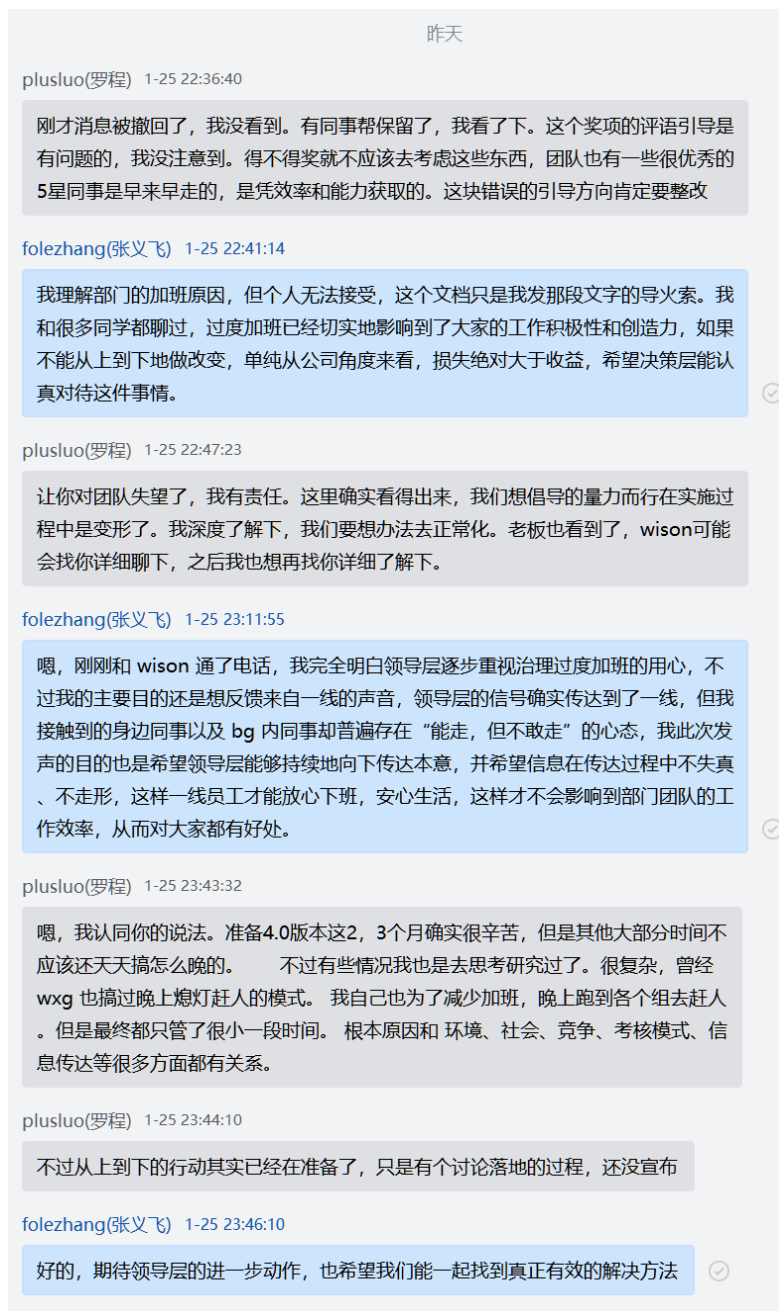 昨天
plusluo(罗程) 1-25 22:36:40
刚才消息被撤回了，我没看到。有同事帮保留了，我看了下。这个奖项的评语引导是
有问题的，我没注意到。得不得奖就不应该去考虑这些东西，团队也有一些很优秀的
5星同事是早来早走的，是凭效率和能力获取的。这块错误的引导方向肯定要整改
folezhang(张义飞) 1-25 22:41:14
我理解部门的加班原因，但个人无法接受，这个文档只是我发那段文字的导火索。我
和很多同学都聊过，过度加班已经切实地影响到了大家的工作积极性和创造力，如果
不能从上到下地做改变，单纯从公司角度来看，损失绝对大于收益，希望决策层能认
真对待这件事情。
plusluo(罗程) 1-25 22:47:23
让你对团队失望了，我有责任。这里确实看得出来，我们想倡导的量力而行在实施过
程中是变形了。我深度了解下，我们要想办法去正常化。老板也看到了，wison可能
会找你详细聊下，之后我也想再找你详细了解下。
folezhang(张义飞) 1-25 23:11:55
嗯，刚刚和 wison 通了电话，我完全明白领导层逐步重视治理过度加班的用心，不
过我的主要目的还是想反馈来自一线的声音，领导层的信号确实传达到了一线，但我
接触到的身边同事以及 bg 内同事却普遍存在“能走，但不敢走”的心态，我此次发
声的目的也是希望领导层能够持续地向下传达本意，并希望信息在传达过程中不失真
、不走形，这样一线员工才能放心下班，安心生活，这样才不会影响到部门团队的工
作效率，从而对大家都有好处。
plusluo(罗程) 1-25 23:43:32
嗯，我认同你的说法。准备4.0版本这2，3个月确实很辛苦，但是其他大部分时间不
应该还天天搞怎么晚的。 不过有些情况我也是去思考研究过了。很复杂，曾经
wxg 也搞过晚上熄灯赶人的模式。 我自己也为了减少加班，晚上跑到各个组去赶人
。但是最终都只管了很小一段时间。 根本原因和 环境、社会、竞争、考核模式、信
息传达等很多方面都有关系。
plusluo(罗程) 1-25 23:44:10
不过从上到下的行动其实已经在准备了，只是有个讨论落地的过程，还没宣布
folezhang(张义飞) 1-25 23:46:10
好的，期待领导层的进一步动作，也希望我们能一起找到真正有效的解决方法